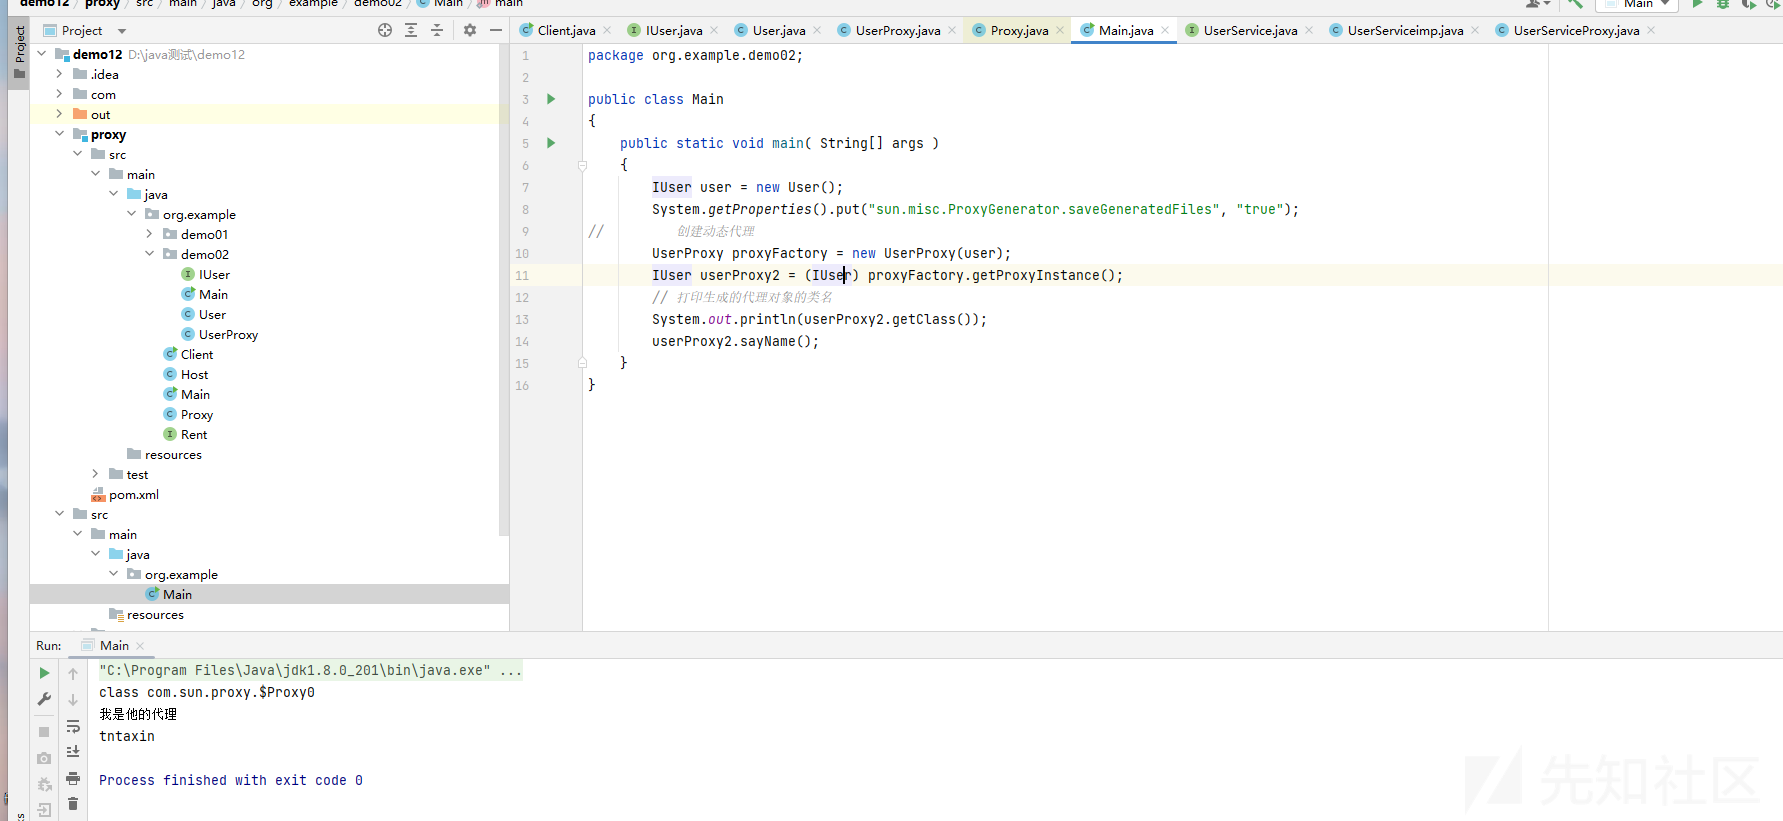 demo12 〉 proxy 〉 src 〉 main 〉 java 〉 org 〉 example 〉 demo02 〉 Main 〉 main
Main
Project
Project
Client.java
IUser.java
User.java
UserProxy.java
Proxy.java
Main.java
UserService.java
UserServiceimp.java
UserServiceProxy.java
demo12 D:\java测试\demo12
.idea
com
out
proxy
src
main
java
org.example
demo01
demo02
IUser
Main
User
UserProxy
Client
Host
Main
Proxy
Rent
resources
test
pom.xml
src
main
java
org.example
Main
resources
1 package org.example.demo02;
2
3 public class Main
4 {
5 public static void main( String[] args )
6 {
7 IUser user = new User();
8 System.getProperties().put("sun.misc.ProxyGenerator.saveGeneratedFiles", "true");
9 // 创建动态代理
10 UserProxy proxyFactory = new UserProxy(user);
11 IUser userProxy2 = (IUser) proxyFactory.getProxyInstance();
12 // 打印生成的代理对象的类名
13 System.out.println(userProxy2.getClass());
14 userProxy2.sayName();
15 }
16 }
Run: Main
"C:\Program Files\Java\jdk1.8.0_201\bin\java.exe" ...
class com.sun.proxy.$Proxy0
我是他的代理
tntaxin
Process finished with exit code 0
先知社区